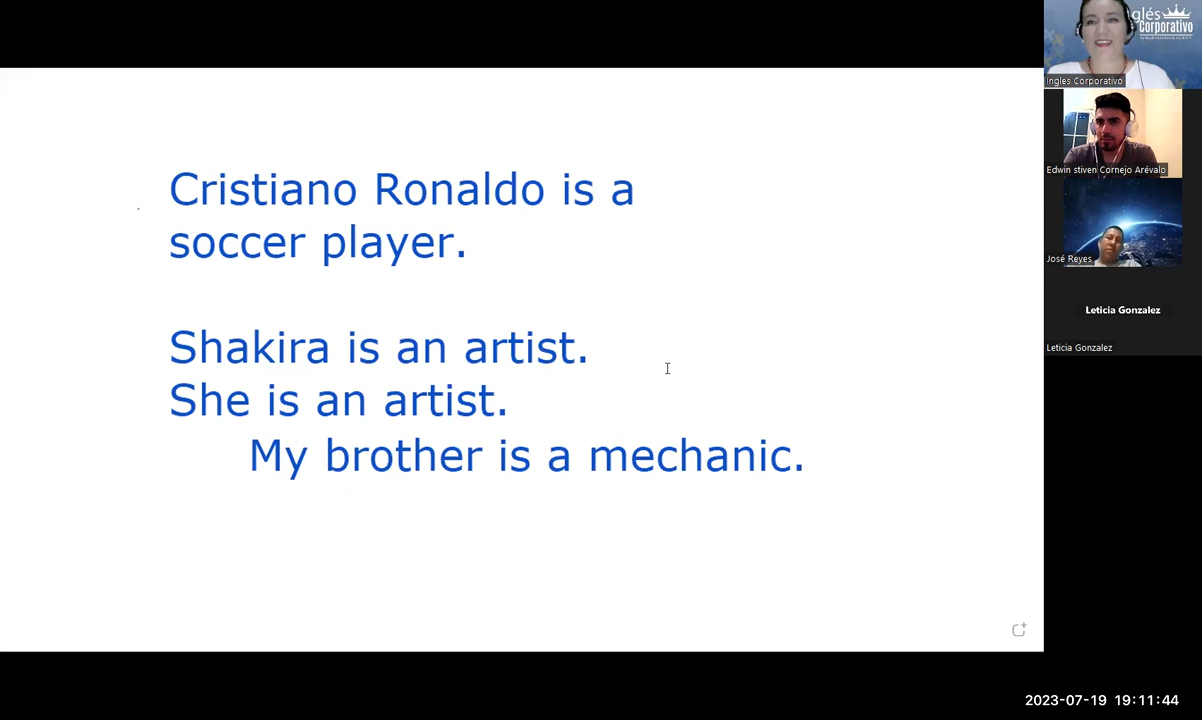 Cristiano Ronaldo is a
soccer player.
Shakira is an artist.
She is an artist.
My brother is a mechanic.
glés
Corporativo
Ingles Corporativo
Edwin stiven Cornejo Arévalo
José Reyes
Leticia Gonzalez
Leticia Gonzalez
2023-07-19 19:11:44